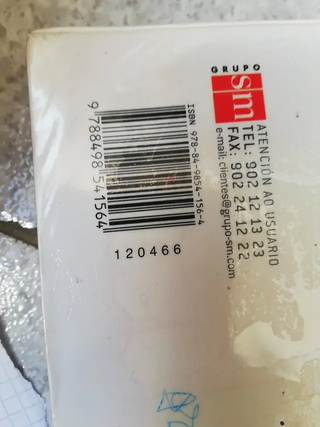 GRUPO
sm
ATENCIÓN AO USUARIO
TEL: 902 12 13 23
FAX: 902 24 12 22
e-mail: clientes@grupo-sm.com
ISBN 978-84-9854-156-4
9 788498 541564
120466